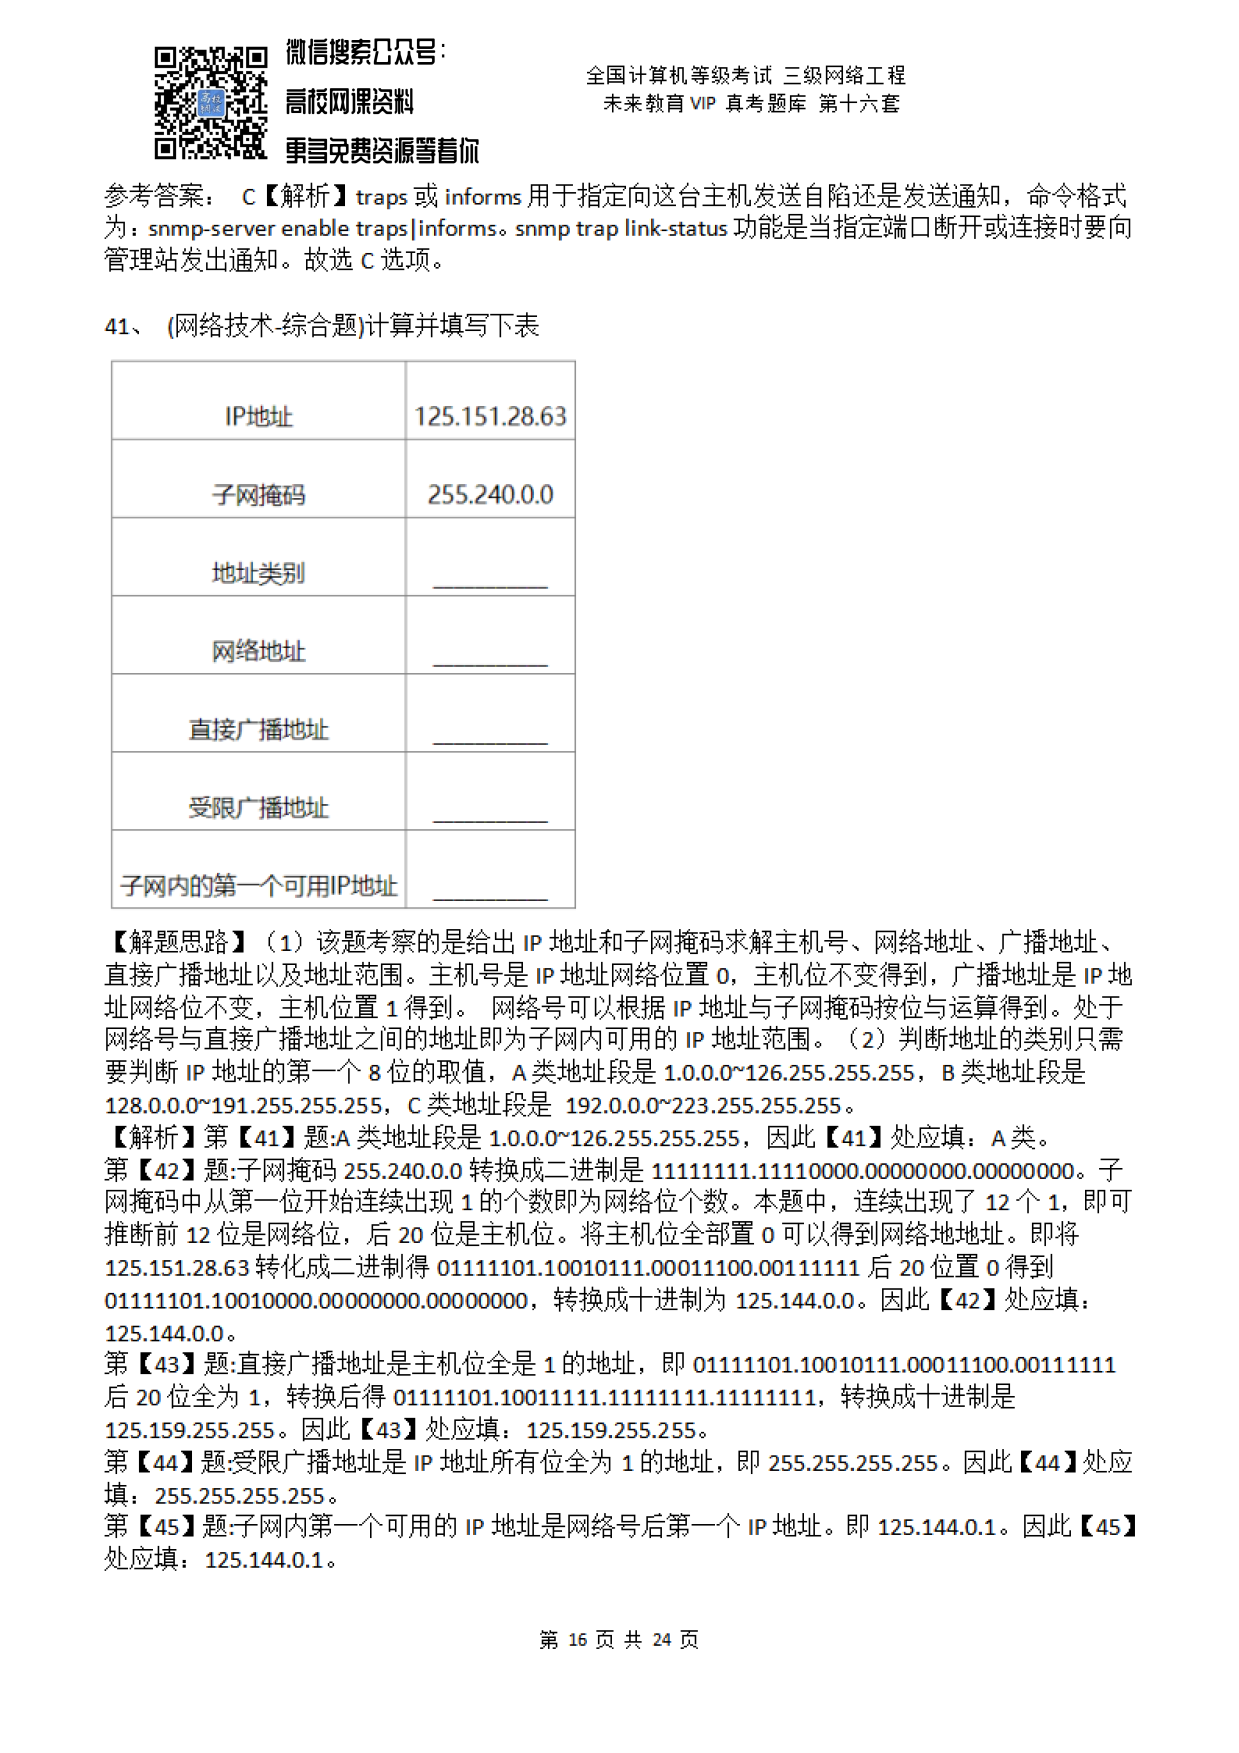 微信搜索公众号：
高校网课资料
更多免费资源等着你
全国计算机等级考试 三级网络工程
未来教育 VIP 真考题库 第十六套
参考答案： C【解析】traps 或 informs 用于指定向这台主机发送自陷还是发送通知，命令格式
为：snmp-server enable traps|informs。snmp trap link-status 功能是当指定端口断开或连接时要向
管理站发出通知。故选 C 选项。
41、 (网络技术-综合题)计算并填写下表
IP地址 125.151.28.63
子网掩码 255.240.0.0
地址类别 __________
网络地址 __________
直接广播地址 __________
受限广播地址 __________
子网内的第一个可用IP地址 __________
【解题思路】（1）该题考察的是给出 IP 地址和子网掩码求解主机号、网络地址、广播地址、
直接广播地址以及地址范围。主机号是 IP 地址网络位置 0，主机位不变得到，广播地址是 IP 地
址网络位不变，主机位置 1 得到。 网络号可以根据 IP 地址与子网掩码按位与运算得到。处于
网络号与直接广播地址之间的地址即为子网内可用的 IP 地址范围。（2）判断地址的类别只需
要判断 IP 地址的第一个 8 位的取值，A 类地址段是 1.0.0.0~126.255.255.255，B 类地址段是
128.0.0.0~191.255.255.255，C 类地址段是 192.0.0.0~223.255.255.255。
【解析】第【41】题:A 类地址段是 1.0.0.0~126.255.255.255，因此【41】处应填：A 类。
第【42】题:子网掩码 255.240.0.0 转换成二进制是 11111111.11110000.00000000.00000000。子
网掩码中从第一位开始连续出现 1 的个数即为网络位个数。本题中，连续出现了 12 个 1，即可
推断前 12 位是网络位，后 20 位是主机位。将主机位全部置 0 可以得到网络地地址。即将
125.151.28.63 转化成二进制得 01111101.10010111.00011100.00111111 后 20 位置 0 得到
01111101.10010000.00000000.00000000，转换成十进制为 125.144.0.0。因此【42】处应填：
125.144.0.0。
第【43】题:直接广播地址是主机位全是 1 的地址，即 01111101.10010111.00011100.00111111
后 20 位全为 1，转换后得 01111101.10011111.11111111.11111111，转换成十进制是
125.159.255.255。因此【43】处应填：125.159.255.255。
第【44】题:受限广播地址是 IP 地址所有位全为 1 的地址，即 255.255.255.255。因此【44】处应
填：255.255.255.255。
第【45】题:子网内第一个可用的 IP 地址是网络号后第一个 IP 地址。即 125.144.0.1。因此【45】
处应填：125.144.0.1。
第 16 页 共 24 页